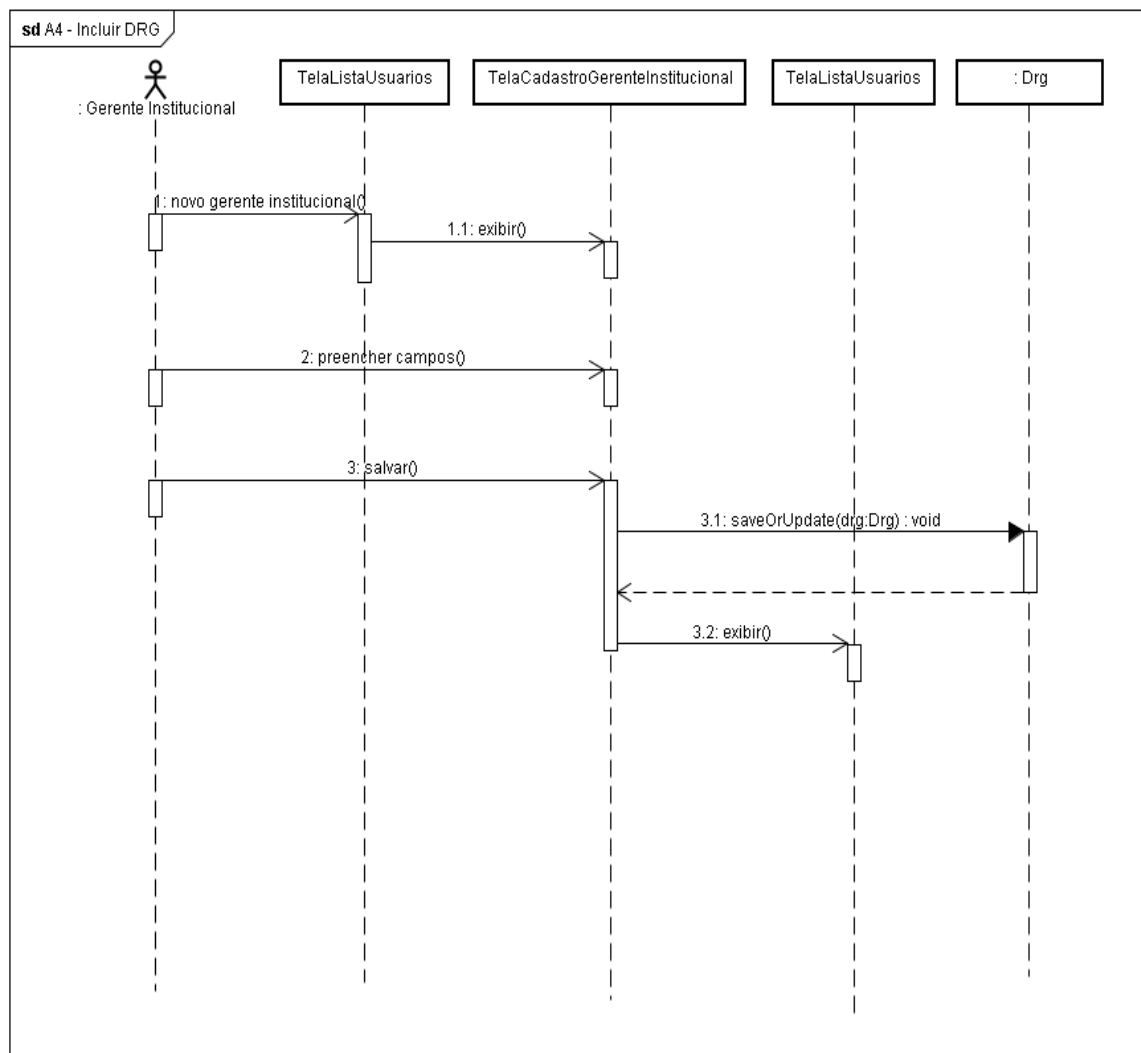 sd A4 - Incluir DRG
: Gerente Institucional
TelaListaUsuarios
TelaCadastroGerenteInstitucional
TelaListaUsuarios
: Drg
1: novo gerente institucional()
1.1: exibir()
2: preencher campos()
3: salvar()
3.1: saveOrUpdate(drg:Drg) : void
3.2: exibir()